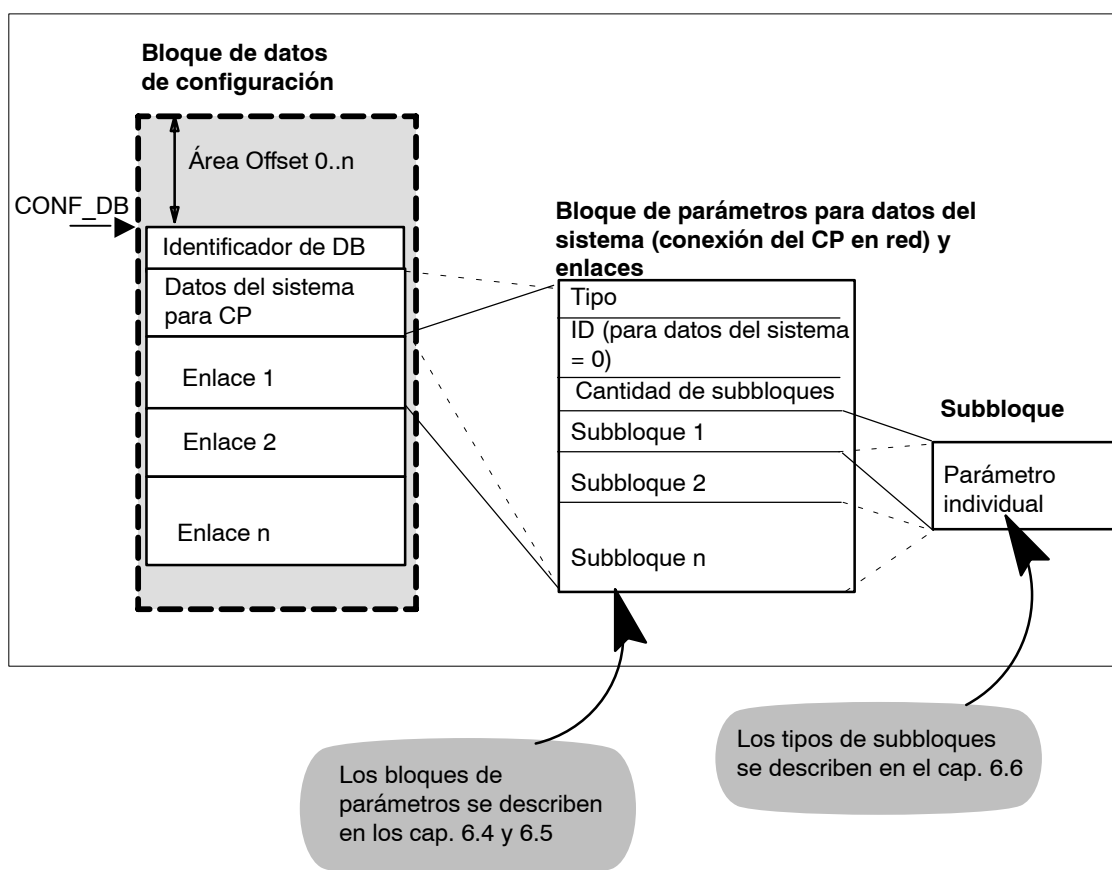 Bloque de datos
de configuración
Área Offset 0..n
CONF_DB
Identificador de DB
Datos del sistema
para CP
Enlace 1
Enlace 2
Enlace n
Bloque de parámetros para datos del
sistema (conexión del CP en red) y
enlaces
Tipo
ID (para datos del sistema
= 0)
Cantidad de subbloques
Subbloque 1
Subbloque 2
Subbloque n
Subbloque
Parámetro
individual
Los bloques de
parámetros se describen
en los cap. 6.4 y 6.5
Los tipos de subbloques
se describen en el cap. 6.6